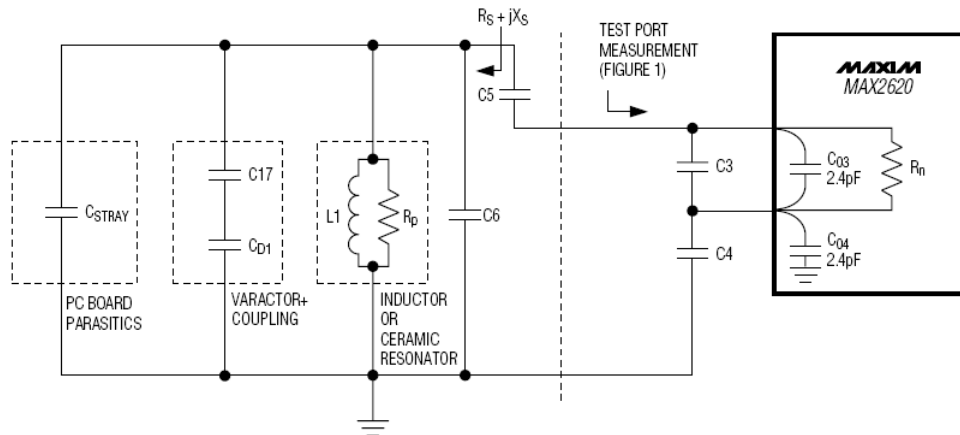 RS + jXS
TEST PORT
MEASUREMENT
(FIGURE 1)
MAXIM
MAX2620
C5
C3
C03
2.4pF
Rn
C17
CSTRAY
L1
Rp
C6
CD1
C4
C04
2.4pF
PC BOARD
PARASITICS
VARACTOR+
COUPLING
INDUCTOR
OR
CERAMIC
RESONATOR